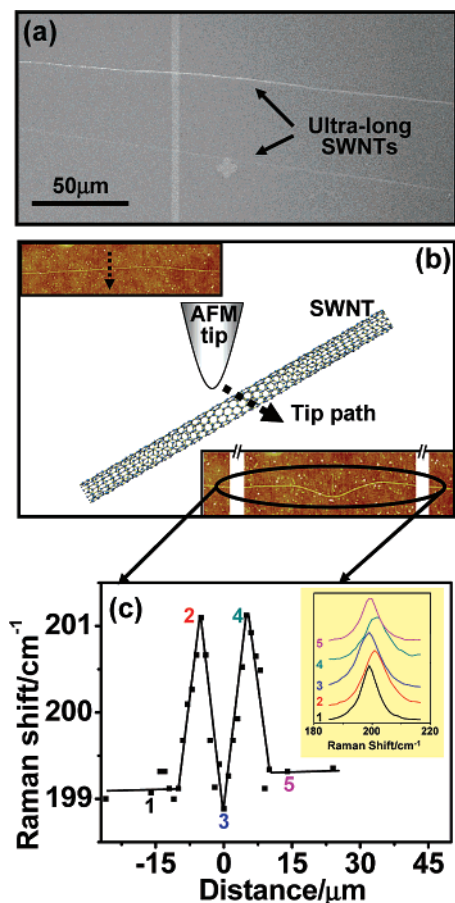 (a)
Ultra-long
SWNTs
50μm
(b)
AFM
tip
SWNT
Tip path
(c)
Raman shift/cm-1
201
200
199
1
2
3
4
5
-15
0
15
30
45
Distance/μm
5
4
3
2
1
180
200
220
Raman Shift/cm-1